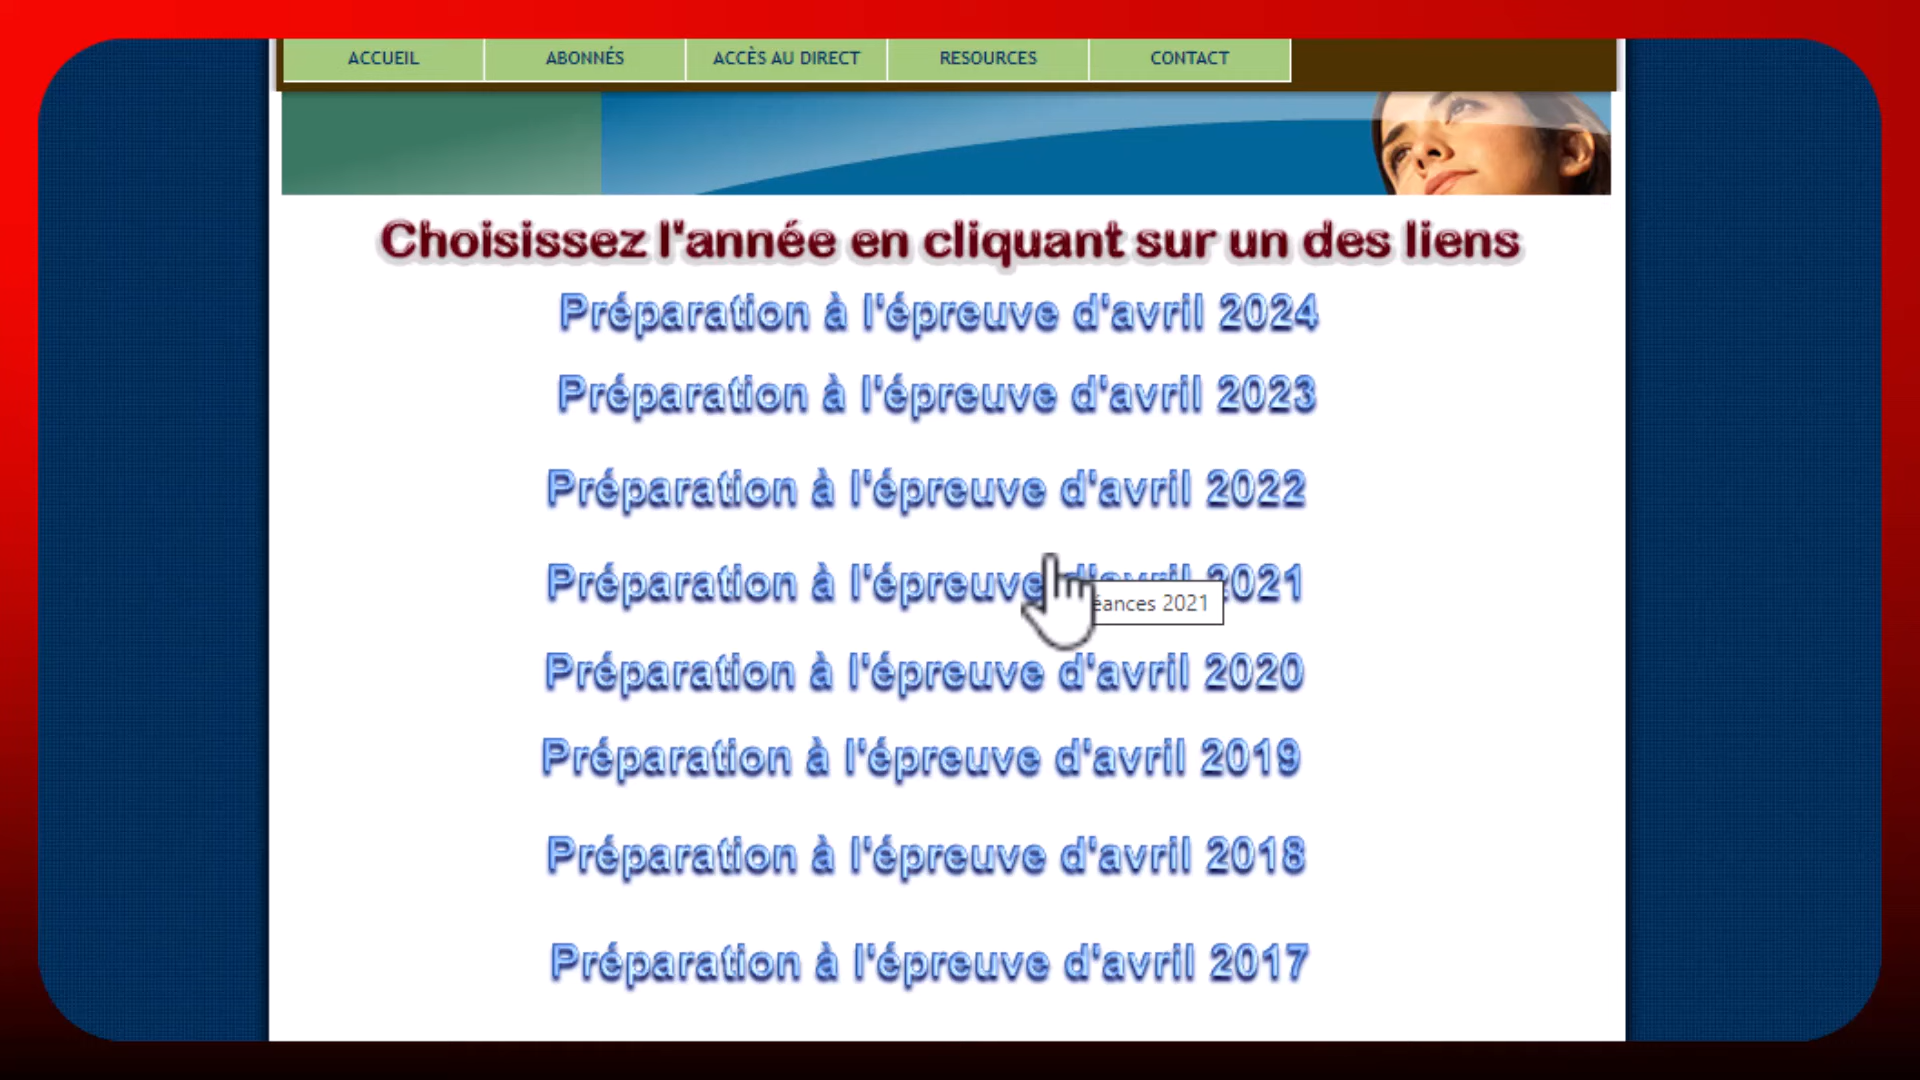 ACCUEIL ABONNÉS ACCÈS AU DIRECT RESOURCES CONTACT
Choisissez l'année en cliquant sur un des liens
Préparation à l'épreuve d'avril 2024
Préparation à l'épreuve d'avril 2023
Préparation à l'épreuve d'avril 2022
Préparation à l'épreuve d'avril 2021
éances 2021
Préparation à l'épreuve d'avril 2020
Préparation à l'épreuve d'avril 2019
Préparation à l'épreuve d'avril 2018
Préparation à l'épreuve d'avril 2017